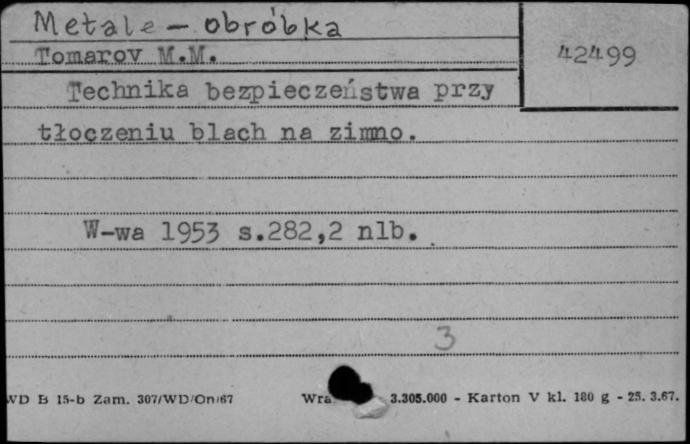 Metale - obróbka
Tomarov M.M.
42499
Technika bezpieczeństwa przy
tłoczeniu blach na zimno.
W-wa 1953 s.282,2 nlb.
3
WD B 15-b Zam. 307/WD/On/67 3.305.000 - Karton V kl. 180 g - 25. 3.67.